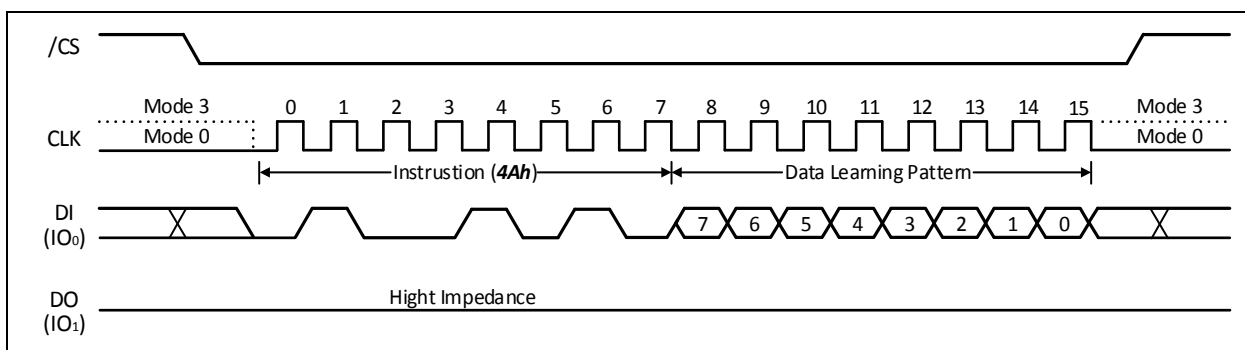 /CS
Mode 3 0 1 2 3 4 5 6 7 8 9 10 11 12 13 14 15 Mode 3
CLK Mode 0 Mode 0
Instrustion (4Ah) Data Learning Pattern
DI
(IO₀) 7 6 5 4 3 2 1 0
DO Hight Impedance
(IO₁)